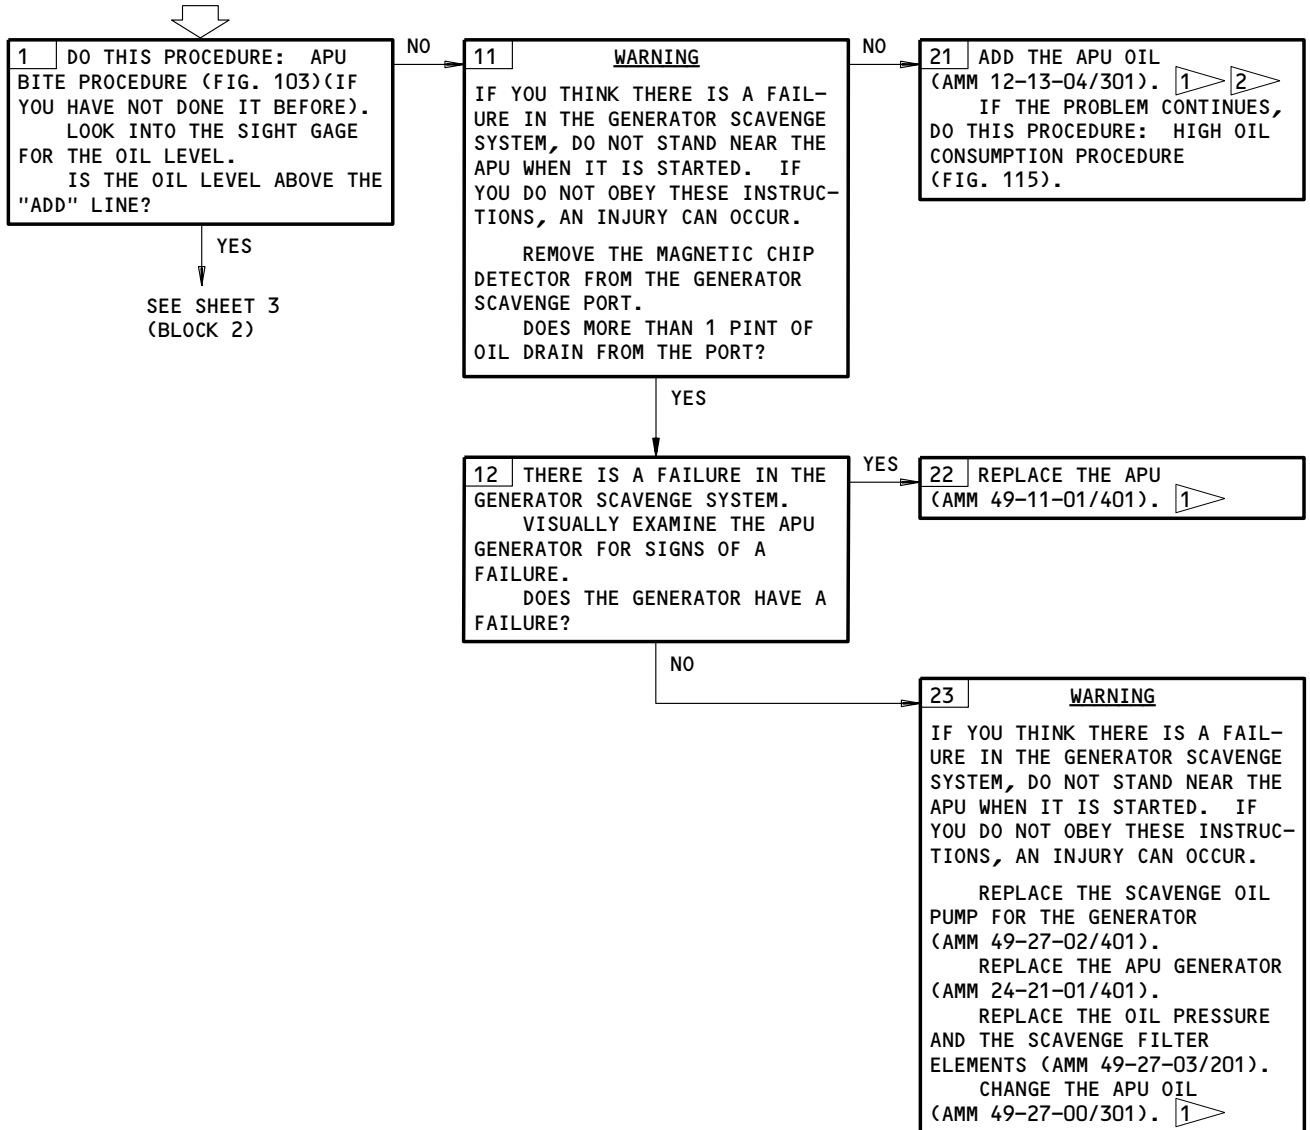 1 DO THIS PROCEDURE: APU
BITE PROCEDURE (FIG. 103)(IF
YOU HAVE NOT DONE IT BEFORE).
LOOK INTO THE SIGHT GAGE
FOR THE OIL LEVEL.
IS THE OIL LEVEL ABOVE THE
"ADD" LINE?
NO
YES
SEE SHEET 3
(BLOCK 2)
11 WARNING
IF YOU THINK THERE IS A FAIL-
URE IN THE GENERATOR SCAVENGE
SYSTEM, DO NOT STAND NEAR THE
APU WHEN IT IS STARTED. IF
YOU DO NOT OBEY THESE INSTRUC-
TIONS, AN INJURY CAN OCCUR.
REMOVE THE MAGNETIC CHIP
DETECTOR FROM THE GENERATOR
SCAVENGE PORT.
DOES MORE THAN 1 PINT OF
OIL DRAIN FROM THE PORT?
NO
YES
21 ADD THE APU OIL
(AMM 12-13-04/301). 1 2
IF THE PROBLEM CONTINUES,
DO THIS PROCEDURE: HIGH OIL
CONSUMPTION PROCEDURE
(FIG. 115).
12 THERE IS A FAILURE IN THE
GENERATOR SCAVENGE SYSTEM.
VISUALLY EXAMINE THE APU
GENERATOR FOR SIGNS OF A
FAILURE.
DOES THE GENERATOR HAVE A
FAILURE?
YES
NO
22 REPLACE THE APU
(AMM 49-11-01/401). 1
23 WARNING
IF YOU THINK THERE IS A FAIL-
URE IN THE GENERATOR SCAVENGE
SYSTEM, DO NOT STAND NEAR THE
APU WHEN IT IS STARTED. IF
YOU DO NOT OBEY THESE INSTRUC-
TIONS, AN INJURY CAN OCCUR.
REPLACE THE SCAVENGE OIL
PUMP FOR THE GENERATOR
(AMM 49-27-02/401).
REPLACE THE APU GENERATOR
(AMM 24-21-01/401).
REPLACE THE OIL PRESSURE
AND THE SCAVENGE FILTER
ELEMENTS (AMM 49-27-03/201).
CHANGE THE APU OIL
(AMM 49-27-00/301). 1